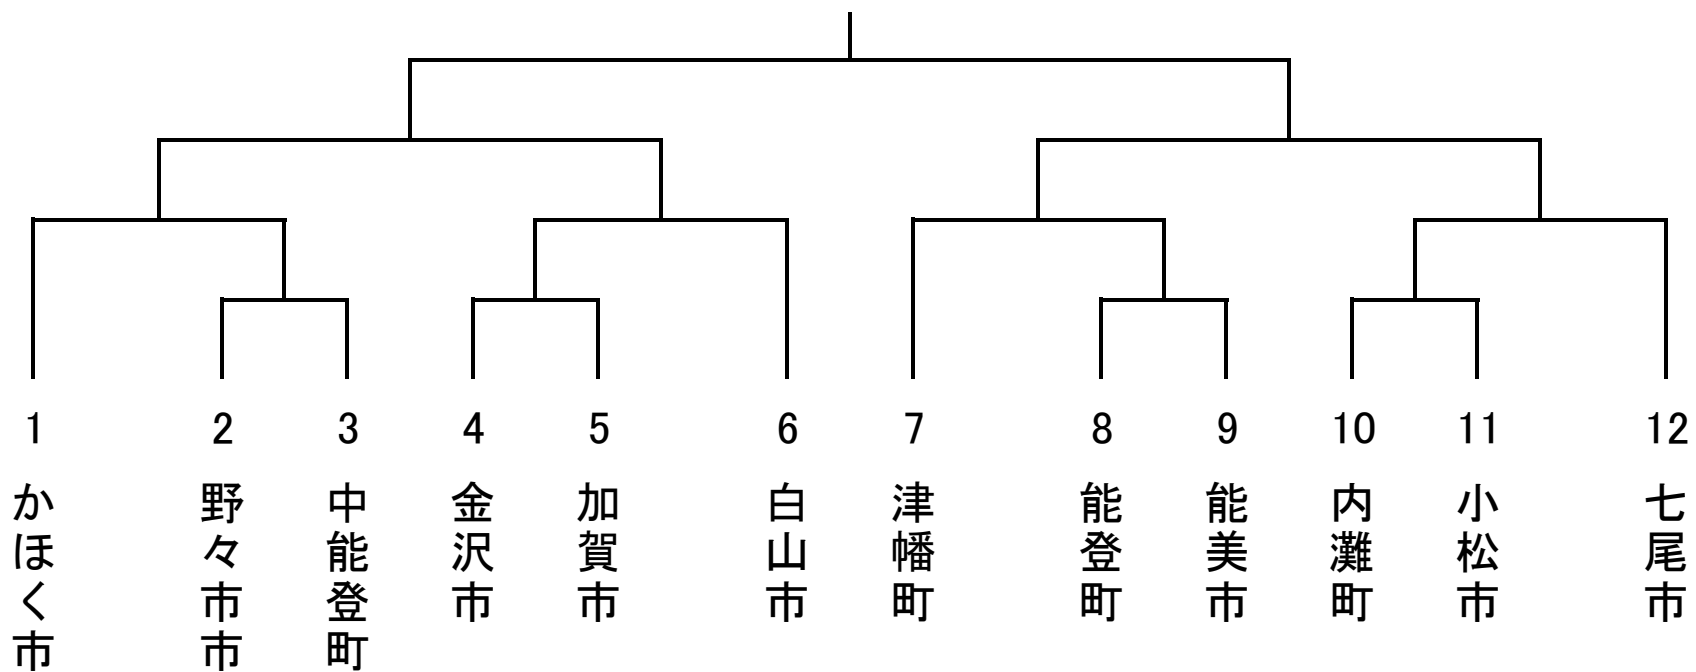 1 2 3 4 5 6 7 8 9 10 11 12
かほく市
野々市市
中能登町
金沢市
加賀市
白山市
津幡町
能登町
能美市
内灘町
小松市
七尾市